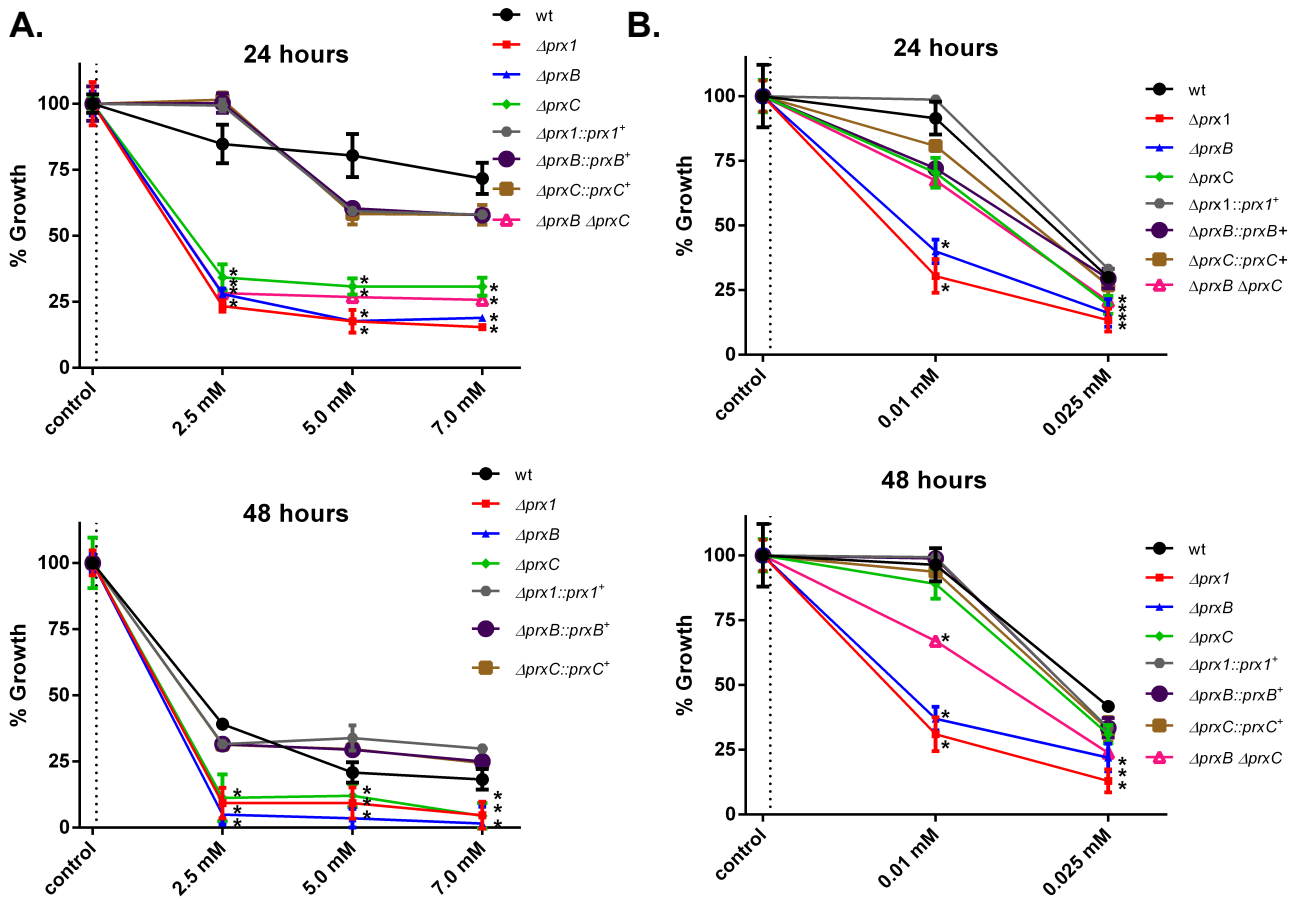 A.
24 hours
% Growth
100
75
50
25
0
control
2.5 mM
5.0 mM
7.0 mM
* * * *
* * * *
* * * *
wt
Δprx1
ΔprxB
ΔprxC
Δprx1::prx1⁺
ΔprxB::prxB⁺
ΔprxC::prxC⁺
ΔprxB ΔprxC
B.
24 hours
% Growth
100
75
50
25
0
control
0.01 mM
0.025 mM
* *
* * * *
wt
Δprx1
ΔprxB
ΔprxC
Δprx1::prx1⁺
ΔprxB::prxB+
ΔprxC::prxC+
ΔprxB ΔprxC
48 hours
% Growth
100
75
50
25
0
control
2.5 mM
5.0 mM
7.0 mM
* * *
* * *
* * *
wt
Δprx1
ΔprxB
ΔprxC
Δprx1::prx1⁺
ΔprxB::prxB⁺
ΔprxC::prxC⁺
48 hours
% Growth
100
75
50
25
0
control
0.01 mM
0.025 mM
* * *
* * *
wt
Δprx1
ΔprxB
ΔprxC
Δprx1::prx1⁺
ΔprxB::prxB⁺
ΔprxC::prxC⁺
ΔprxB ΔprxC